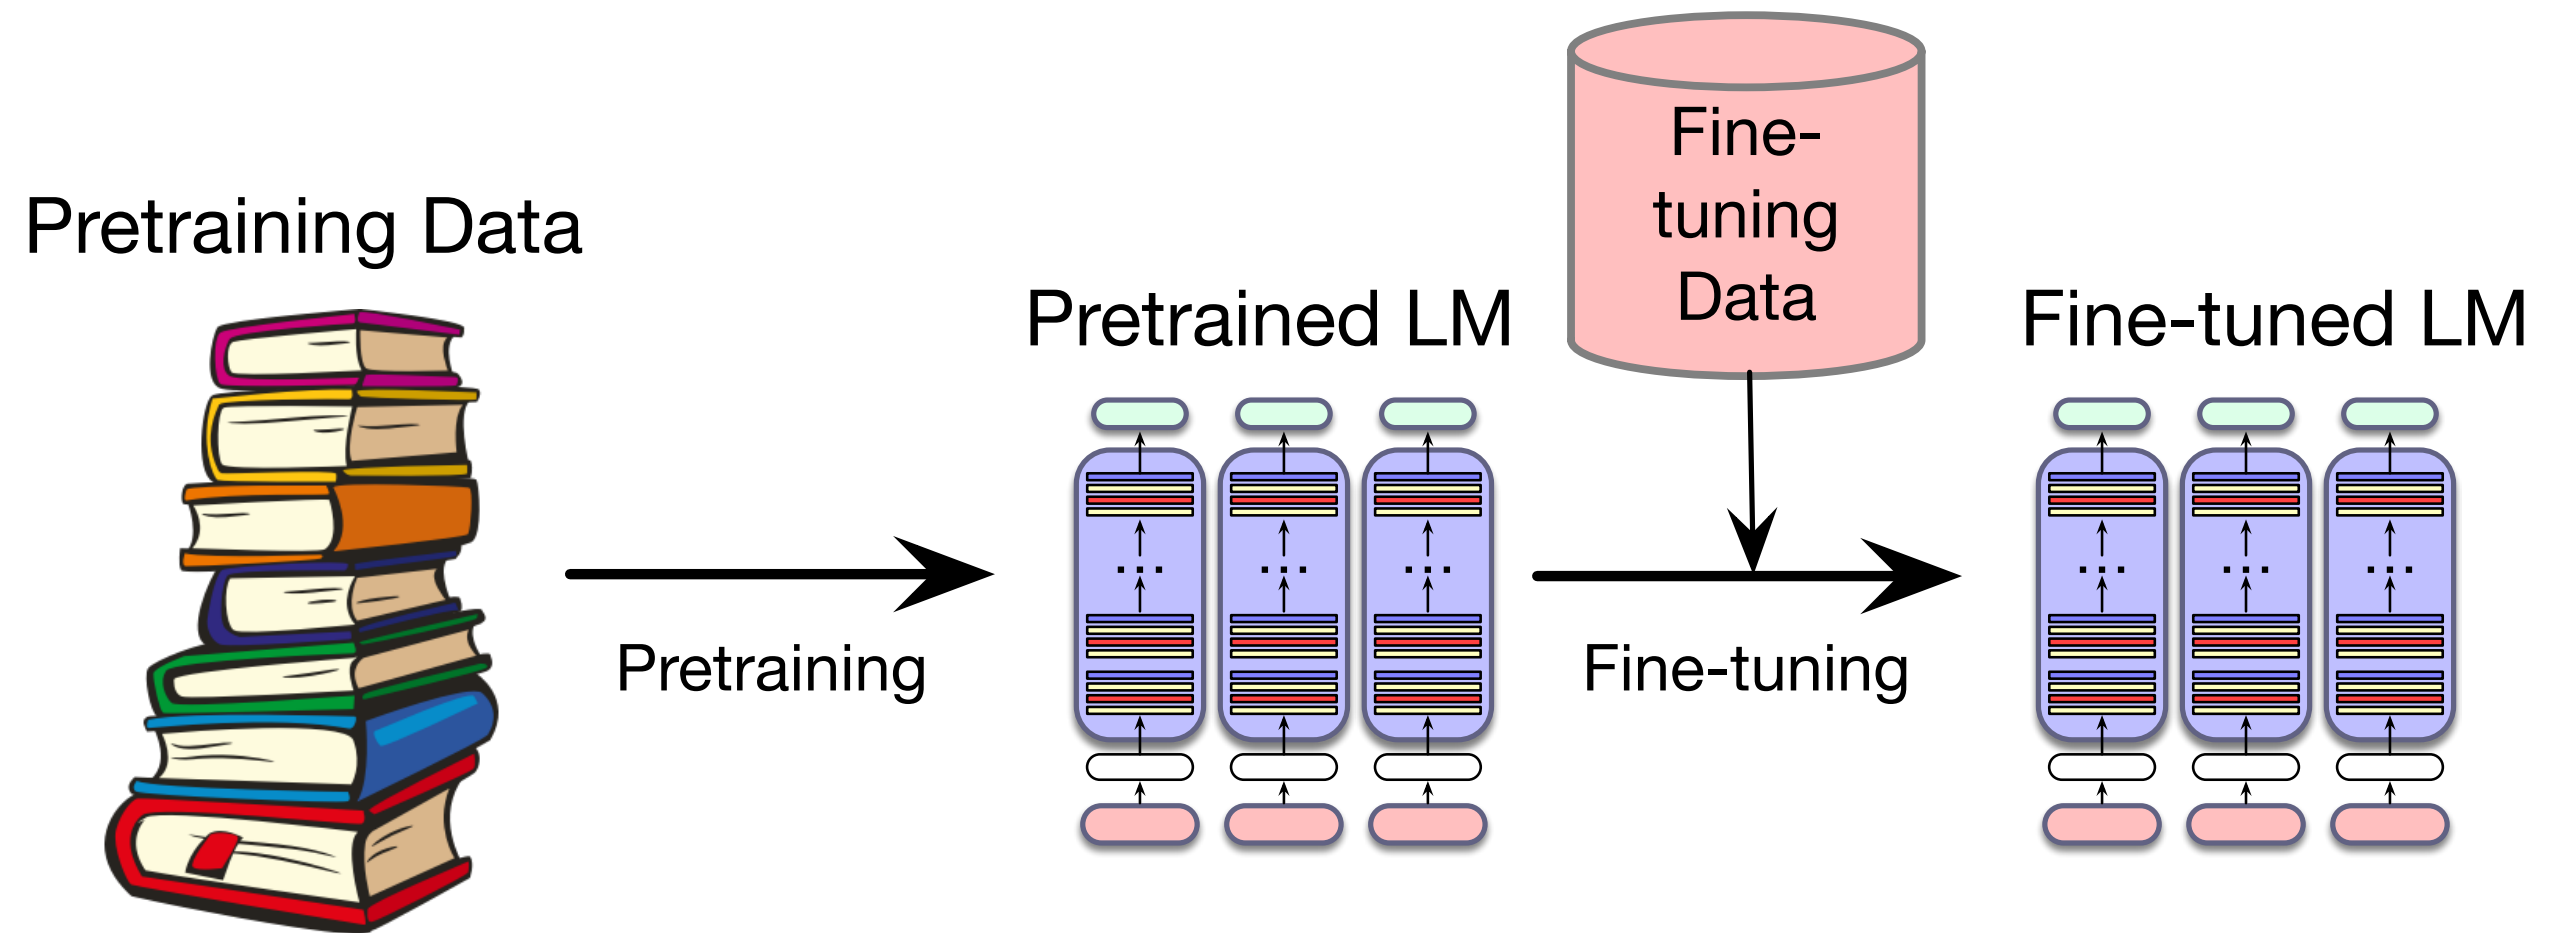 Pretraining Data
Pretraining
Pretrained LM
Fine-
tuning
Data
Fine-tuning
Fine-tuned LM